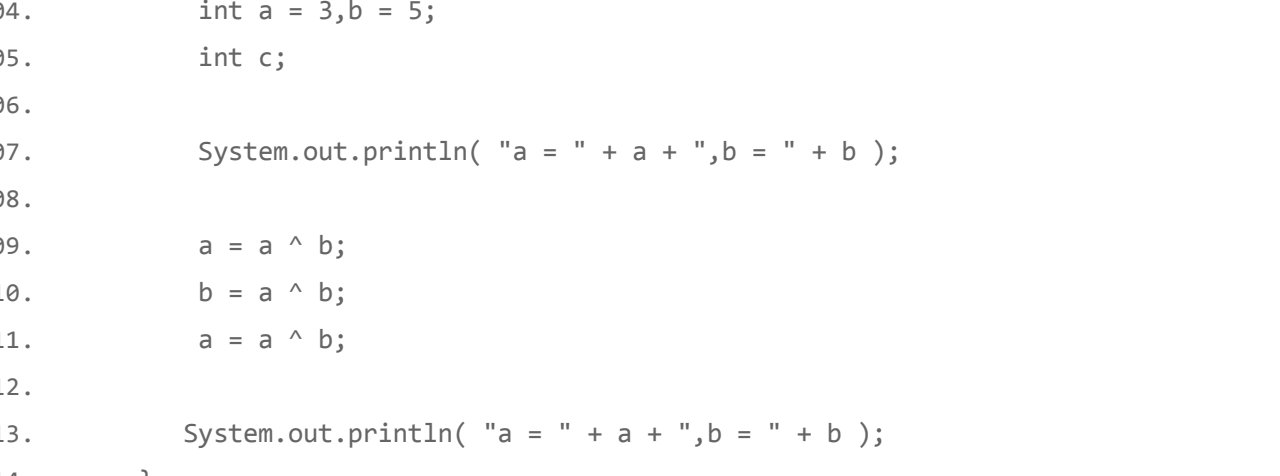 04. int a = 3,b = 5;
05. int c;
06.
07. System.out.println( "a = " + a + ",b = " + b );
08.
09. a = a ^ b;
10. b = a ^ b;
11. a = a ^ b;
12.
13. System.out.println( "a = " + a + ",b = " + b );